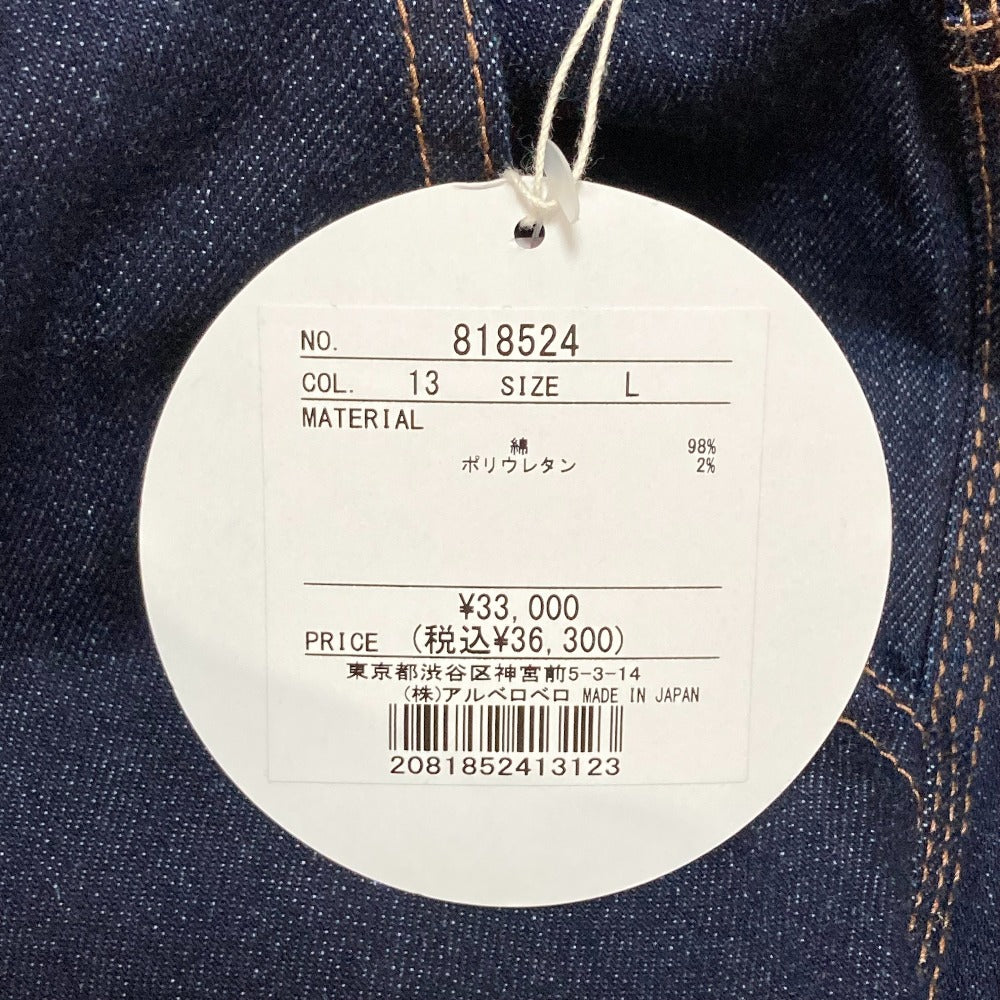 NO. 818524
COL. 13 SIZE L
MATERIAL
綿 98%
ポリウレタン 2%
¥33,000
PRICE (税込¥36,300)
東京都渋谷区神宮前5-3-14
(株)アルベロベロ MADE IN JAPAN
2081852413123